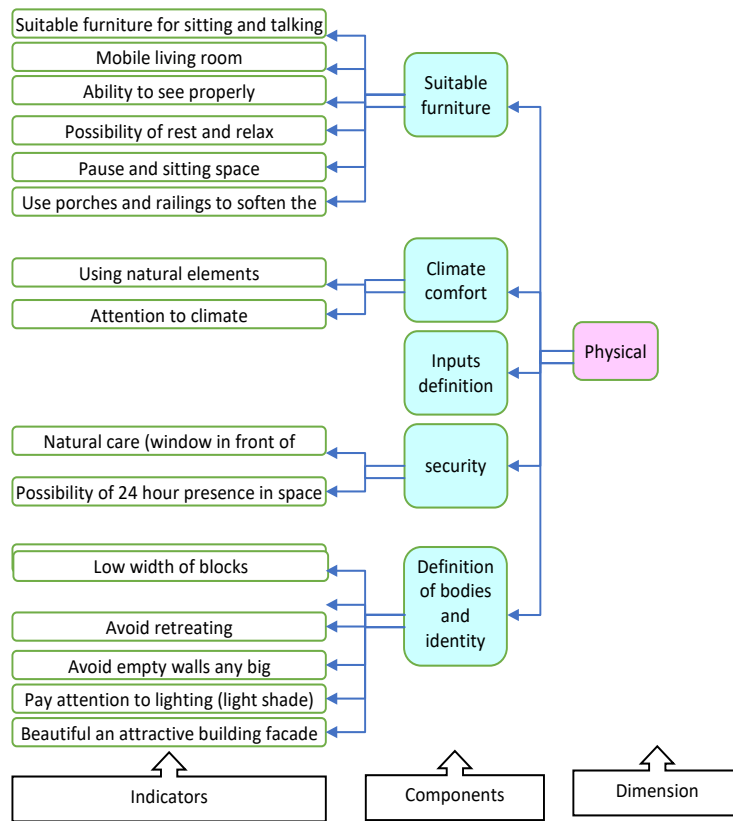 Suitable furniture for sitting and talking
Mobile living room
Ability to see properly
Possibility of rest and relax
Pause and sitting space
Use porches and railings to soften the
Suitable
furniture
Using natural elements
Attention to climate
Climate
comfort
Inputs
definition
Physical
Natural care (window in front of
Possibility of 24 hour presence in space
security
Low width of blocks
Avoid retreating
Avoid empty walls any big
Pay attention to lighting (light shade)
Beautiful an attractive building facade
Definition
of bodies
and
identity
Indicators
Components
Dimension